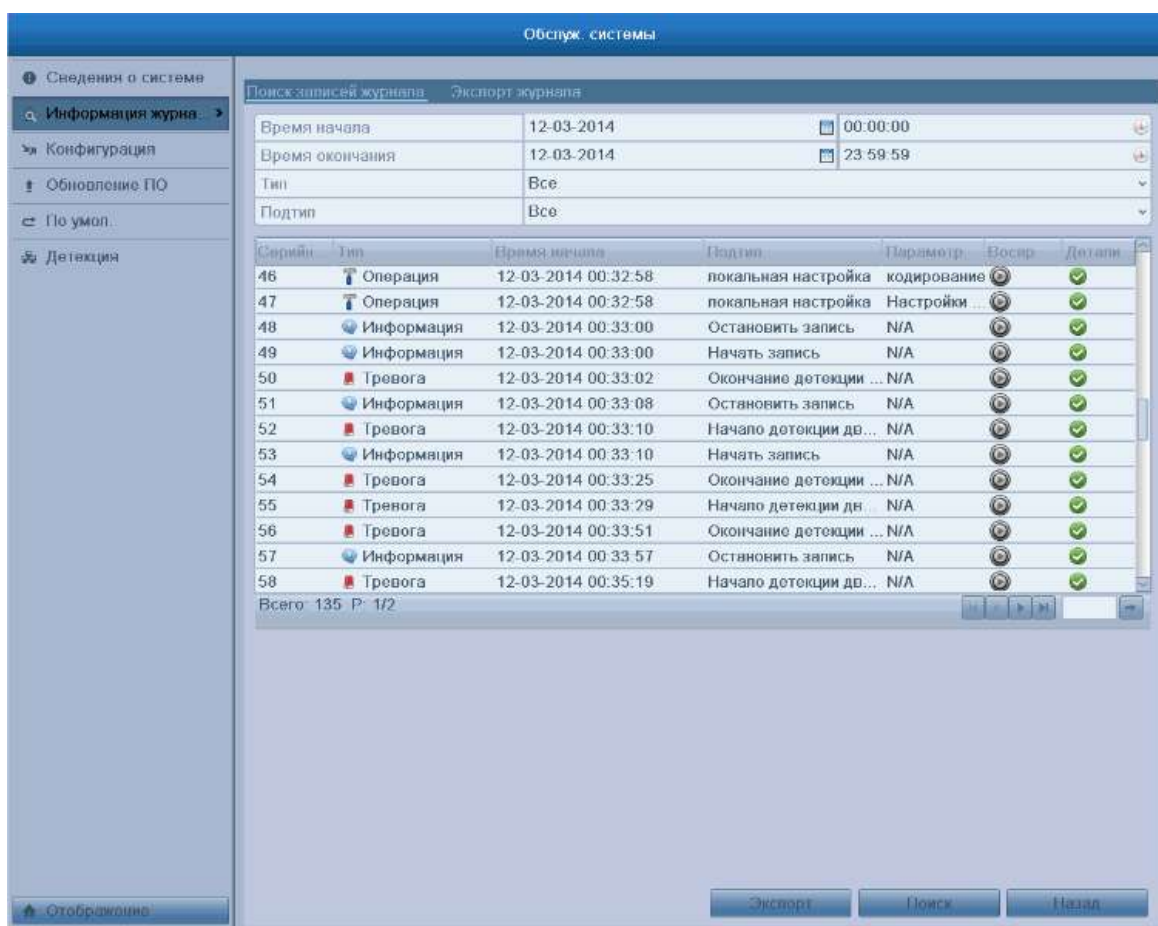 Обслуж. системы
Сведения о системе
Информация журна...
Конфигурация
Обновление ПО
По умол.
Детекция
Отображение
Поиск записей журнала Экспорт журнала
Время начала 12-03-2014 00:00:00
Время окончания 12-03-2014 23:59:59
Тип Все
Подтип Все
Серийн. Тип Время начала Подтип Параметр Воспр Детали
46 Операция 12-03-2014 00:32:58 локальная настройка кодирование
47 Операция 12-03-2014 00:32:58 локальная настройка Настройки ...
48 Информация 12-03-2014 00:33:00 Остановить запись N/A
49 Информация 12-03-2014 00:33:00 Начать запись N/A
50 Тревога 12-03-2014 00:33:02 Окончание детекции ... N/A
51 Информация 12-03-2014 00:33:08 Остановить запись N/A
52 Тревога 12-03-2014 00:33:10 Начало детекции дв... N/A
53 Информация 12-03-2014 00:33:10 Начать запись N/A
54 Тревога 12-03-2014 00:33:25 Окончание детекции ... N/A
55 Тревога 12-03-2014 00:33:29 Начало детекции дв... N/A
56 Тревога 12-03-2014 00:33:51 Окончание детекции ... N/A
57 Информация 12-03-2014 00:33:57 Остановить запись N/A
58 Тревога 12-03-2014 00:35:19 Начало детекции дв... N/A
Всего: 135 P: 1/2
Экспорт Поиск Назад